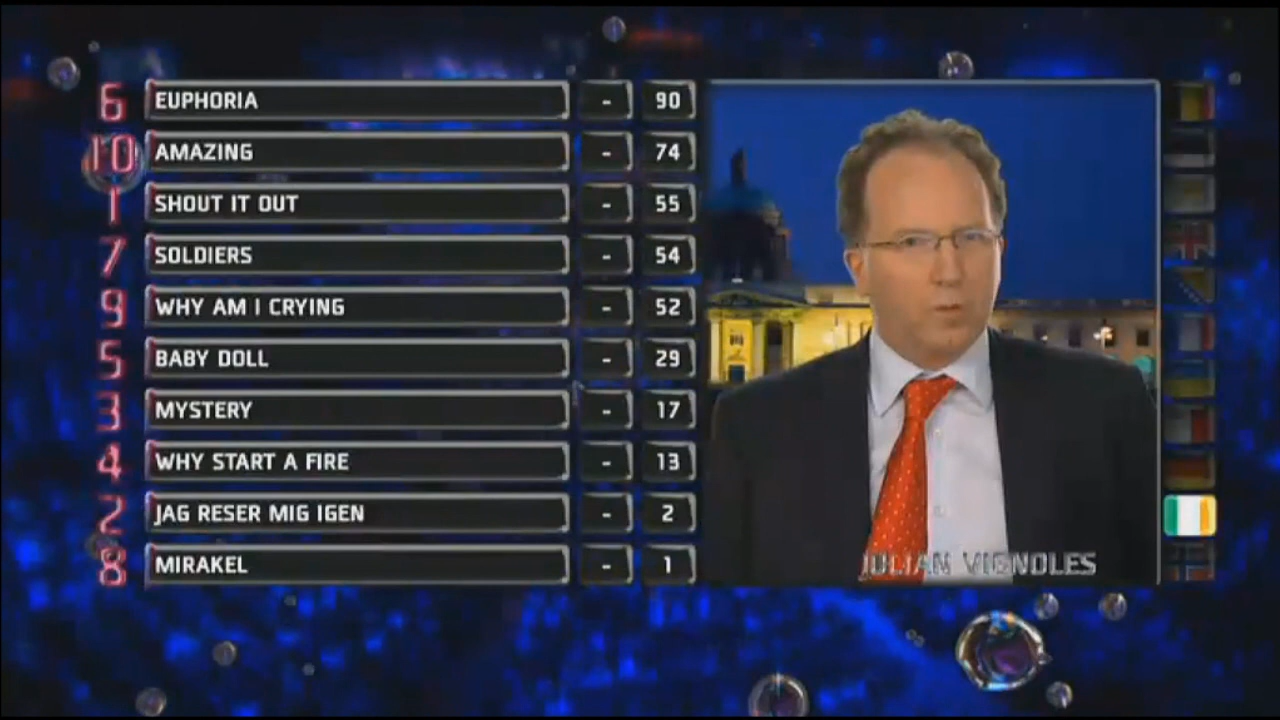 6 EUPHORIA - 90
10 AMAZING - 74
1 SHOUT IT OUT - 55
7 SOLDIERS - 54
9 WHY AM I CRYING - 52
5 BABY DOLL - 29
3 MYSTERY - 17
4 WHY START A FIRE - 13
2 JAG RESER MIG IGEN - 2
8 MIRAKEL - 1
JULIAN VIGNOLES